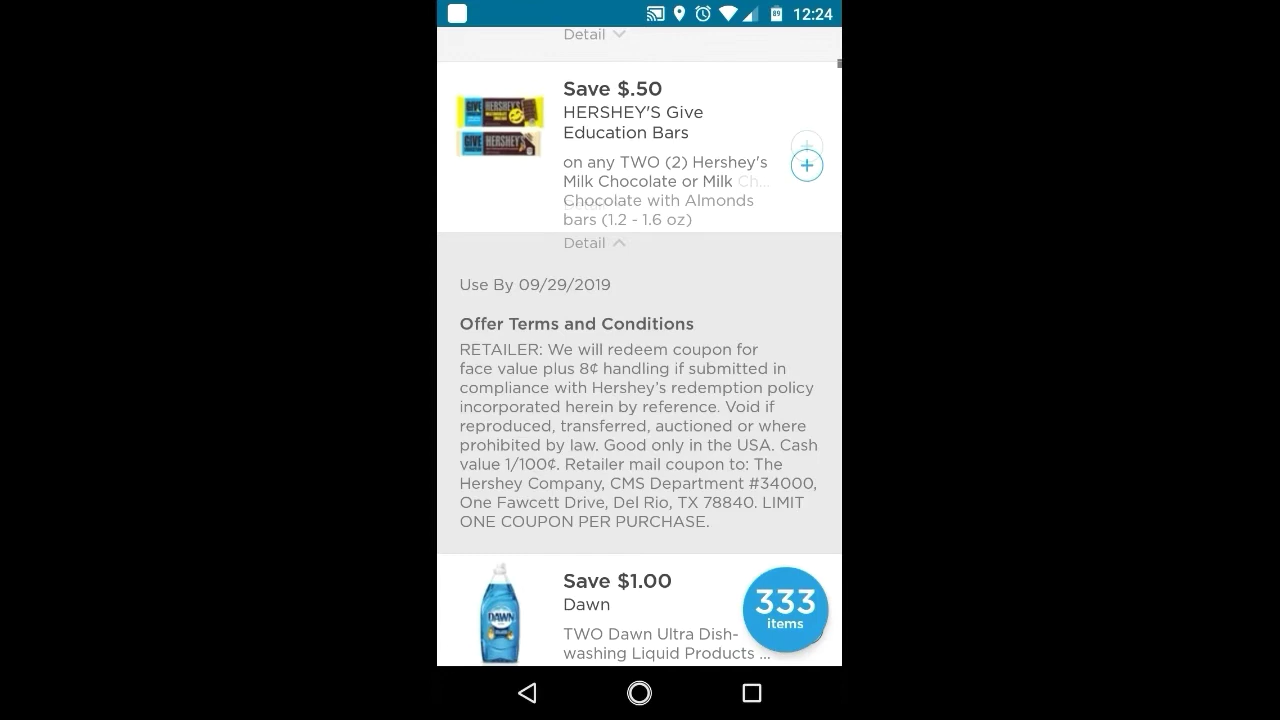 89 12:24
Detail
Save $.50
HERSHEY'S Give
Education Bars
on any TWO (2) Hershey's
Milk Chocolate or Milk Ch...
Chocolate with Almonds
bars (1.2 - 1.6 oz)
Detail
Use By 09/29/2019
Offer Terms and Conditions
RETAILER: We will redeem coupon for
face value plus 8¢ handling if submitted in
compliance with Hershey's redemption policy
incorporated herein by reference. Void if
reproduced, transferred, auctioned or where
prohibited by law. Good only in the USA. Cash
value 1/100¢. Retailer mail coupon to: The
Hershey Company, CMS Department #34000,
One Fawcett Drive, Del Rio, TX 78840. LIMIT
ONE COUPON PER PURCHASE.
GIVE HERSHEY'S
GIVE HERSHEY'S
Save $1.00
Dawn
TWO Dawn Ultra Dish-
washing Liquid Products ...
DAWN
333
items